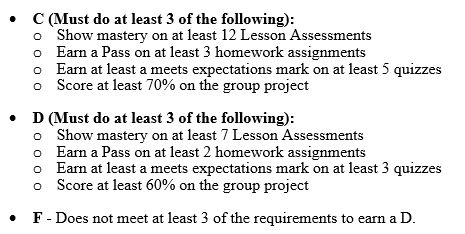 • C (Must do at least 3 of the following):
o Show mastery on at least 12 Lesson Assessments
o Earn a Pass on at least 3 homework assignments
o Earn at least a meets expectations mark on at least 5 quizzes
o Score at least 70% on the group project
• D (Must do at least 3 of the following):
o Show mastery on at least 7 Lesson Assessments
o Earn a Pass on at least 2 homework assignments
o Earn at least a meets expectations mark on at least 3 quizzes
o Score at least 60% on the group project
• F - Does not meet at least 3 of the requirements to earn a D.